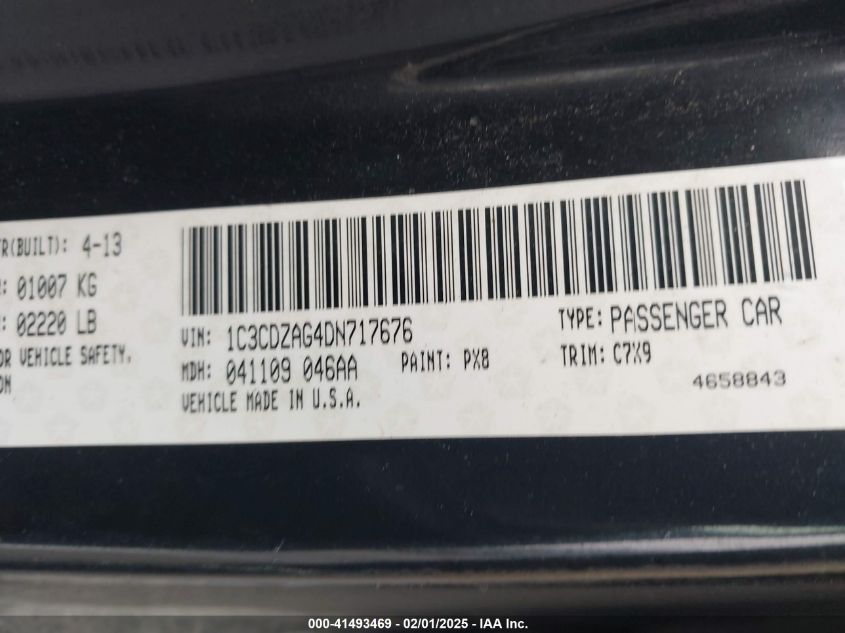 R(BUILT): 4-13
: 01007 KG
: 02220 LB
OR VEHICLE SAFETY,
ON
VIN: 1C3CDZAG4DN717676
TYPE: PASSENGER CAR
MDH: 041109 046AA
PAINT: PX8
TRIM: C7X9
VEHICLE MADE IN U.S.A.
4658843
000-41493469 - 02/01/2025 - IAA Inc.